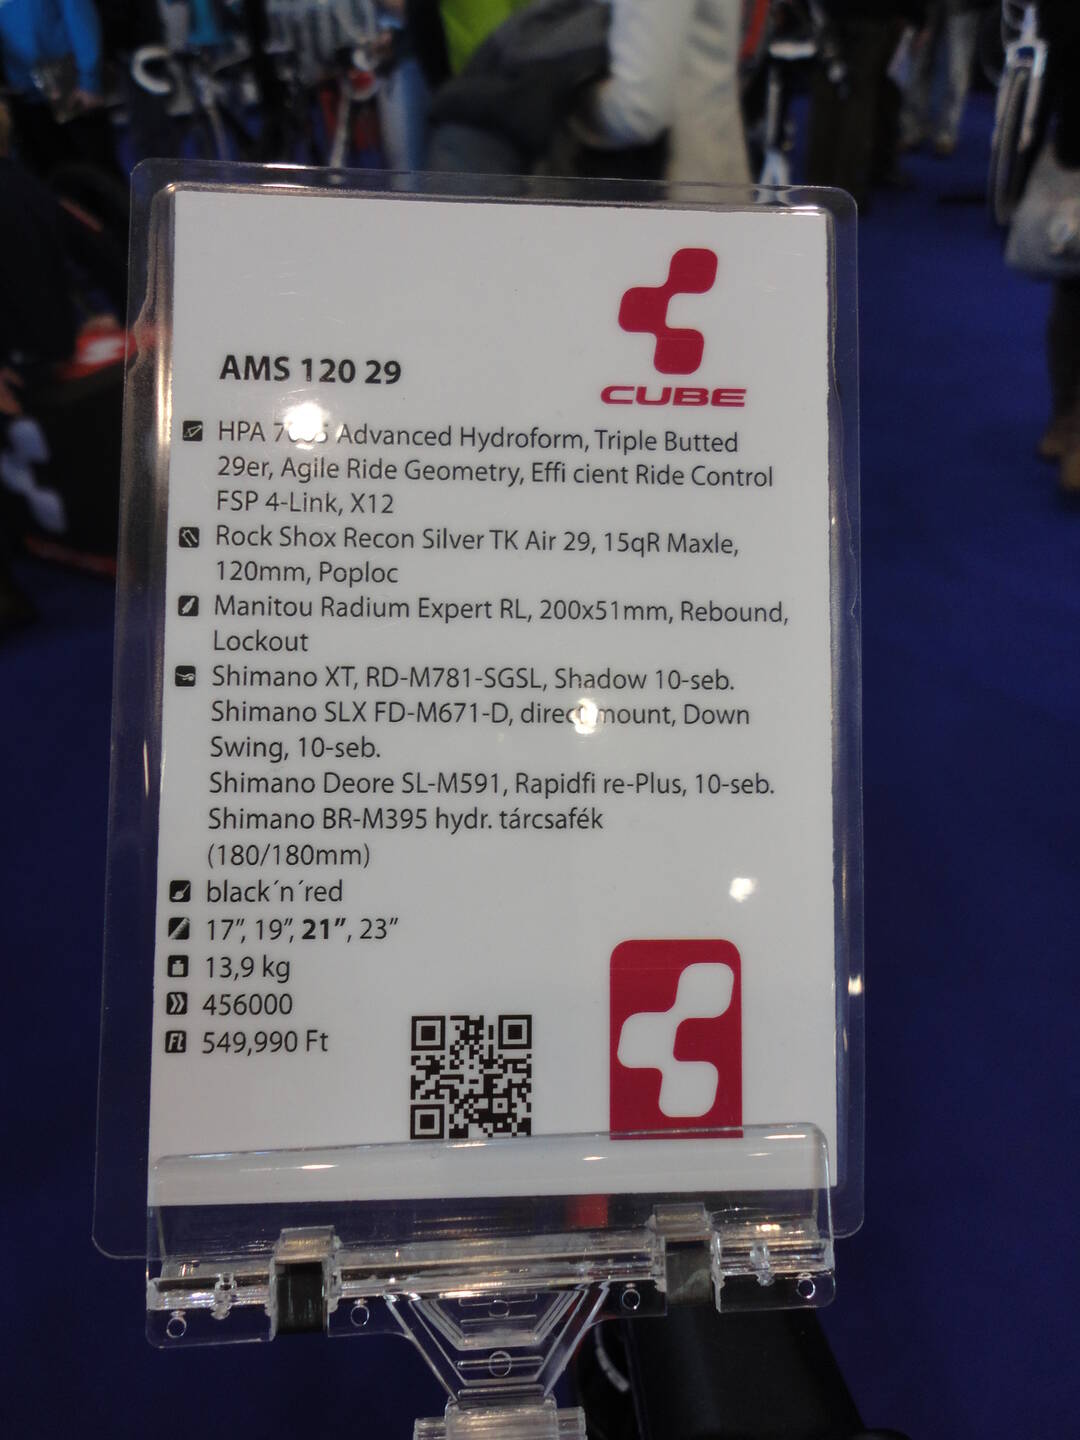 CUBE
AMS 120 29
HPA Advanced Hydroform, Triple Butted
29er, Agile Ride Geometry, Effi cient Ride Control
FSP 4-Link, X12
Rock Shox Recon Silver TK Air 29, 15qR Maxle,
120mm, Poploc
Manitou Radium Expert RL, 200x51mm, Rebound,
Lockout
Shimano XT, RD-M781-SGSL, Shadow 10-seb.
Shimano SLX FD-M671-D, direct mount, Down
Swing, 10-seb.
Shimano Deore SL-M591, Rapidfi re-Plus, 10-seb.
Shimano BR-M395 hydr. tárcsafék
(180/180mm)
black´n´red
17”, 19”, 21”, 23”
13,9 kg
456000
Ft 549,990 Ft